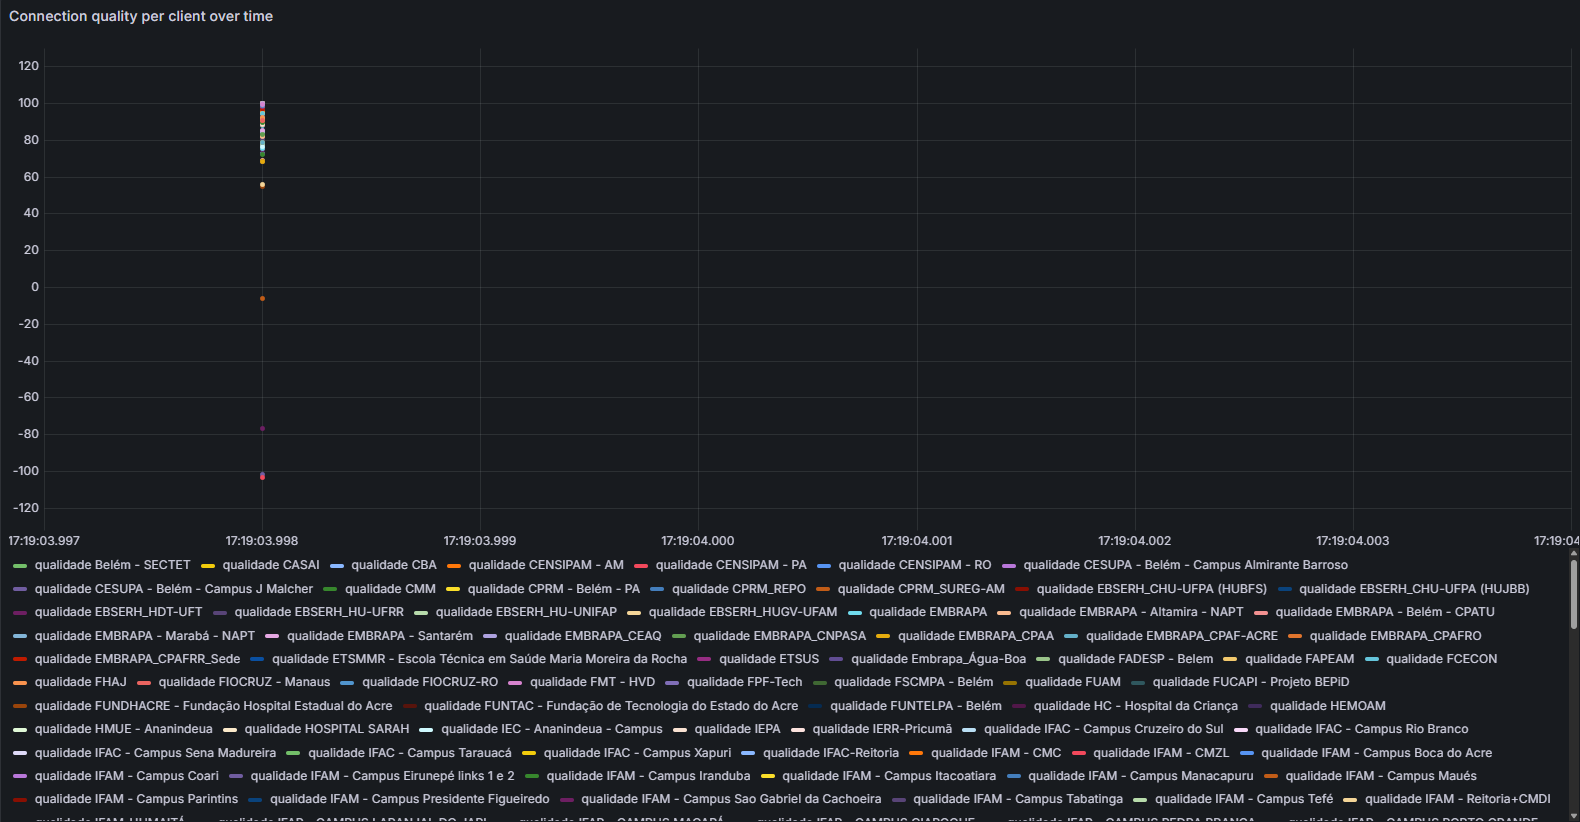 Connection quality per client over time
120
100
80
60
40
20
0
-20
-40
-60
-80
-100
-120
17:19:03.997 17:19:03.998 17:19:03.999 17:19:04.000 17:19:04.001 17:19:04.002 17:19:04.003 17:19:04
qualidade Belém - SECTET qualidade CASAI qualidade CBA qualidade CENSIPAM - AM qualidade CENSIPAM - PA qualidade CENSIPAM - RO qualidade CESUPA - Belém - Campus Almirante Barroso
qualidade CESUPA - Belém - Campus J Malcher qualidade CMM qualidade CPRM - Belém - PA qualidade CPRM_REPO qualidade CPRM_SUREG-AM qualidade EBSERH_CHU-UFPA (HUBFS) qualidade EBSERH_CHU-UFPA (HUJBB)
qualidade EBSERH_HDT-UFT qualidade EBSERH_HU-UFRR qualidade EBSERH_HU-UNIFAP qualidade EBSERH_HUGV-UFAM qualidade EMBRAPA qualidade EMBRAPA - Altamira - NAPT qualidade EMBRAPA - Belém - CPATU
qualidade EMBRAPA - Marabá - NAPT qualidade EMBRAPA - Santarém qualidade EMBRAPA_CEAQ qualidade EMBRAPA_CNPASA qualidade EMBRAPA_CPAA qualidade EMBRAPA_CPAF-ACRE qualidade EMBRAPA_CPAFRO
qualidade EMBRAPA_CPAFRR_Sede qualidade ETSMMR - Escola Técnica em Saúde Maria Moreira da Rocha qualidade ETSUS qualidade Embrapa_Água-Boa qualidade FADESP - Belem qualidade FAPEAM qualidade FCECON
qualidade FHAJ qualidade FIOCRUZ - Manaus qualidade FIOCRUZ-RO qualidade FMT - HVD qualidade FPF-Tech qualidade FSCMPA - Belém qualidade FUAM qualidade FUCAPI - Projeto BEPiD
qualidade FUNDHACRE - Fundação Hospital Estadual do Acre qualidade FUNTAC - Fundação de Tecnologia do Estado do Acre qualidade FUNTELPA - Belém qualidade HC - Hospital da Criança qualidade HEMOAM
qualidade HMUE - Ananindeua qualidade HOSPITAL SARAH qualidade IEC - Ananindeua - Campus qualidade IEPA qualidade IERR-Pricumã qualidade IFAC - Campus Cruzeiro do Sul qualidade IFAC - Campus Rio Branco
qualidade IFAC - Campus Sena Madureira qualidade IFAC - Campus Tarauacá qualidade IFAC - Campus Xapuri qualidade IFAC-Reitoria qualidade IFAM - CMC qualidade IFAM - CMZL qualidade IFAM - Campus Boca do Acre
qualidade IFAM - Campus Coari qualidade IFAM - Campus Eirunepé links 1 e 2 qualidade IFAM - Campus Iranduba qualidade IFAM - Campus Itacoatiara qualidade IFAM - Campus Manacapuru qualidade IFAM - Campus Maués
qualidade IFAM - Campus Parintins qualidade IFAM - Campus Presidente Figueiredo qualidade IFAM - Campus Sao Gabriel da Cachoeira qualidade IFAM - Campus Tabatinga qualidade IFAM - Campus Tefé qualidade IFAM - Reitoria+CMDI